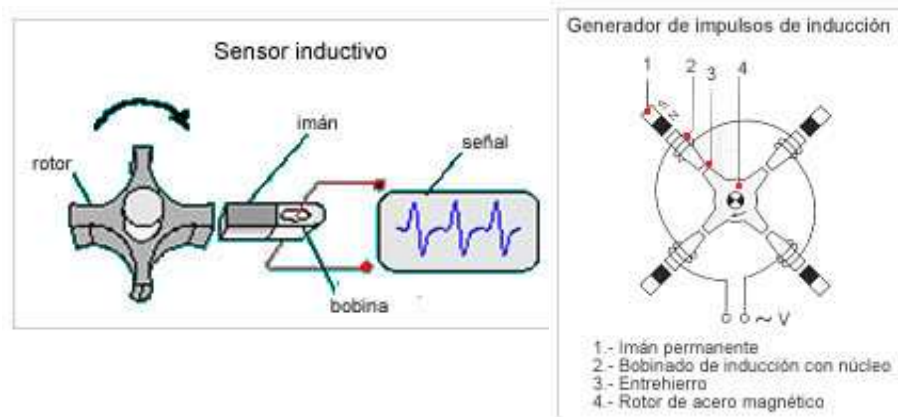 Sensor inductivo
imán
señal
rotor
bobina
Generador de impulsos de inducción
1
2
3
4
S
N
~ V
1.- Imán permanente
2.- Bobinado de inducción con núcleo
3.- Entrehierro
4.- Rotor de acero magnético